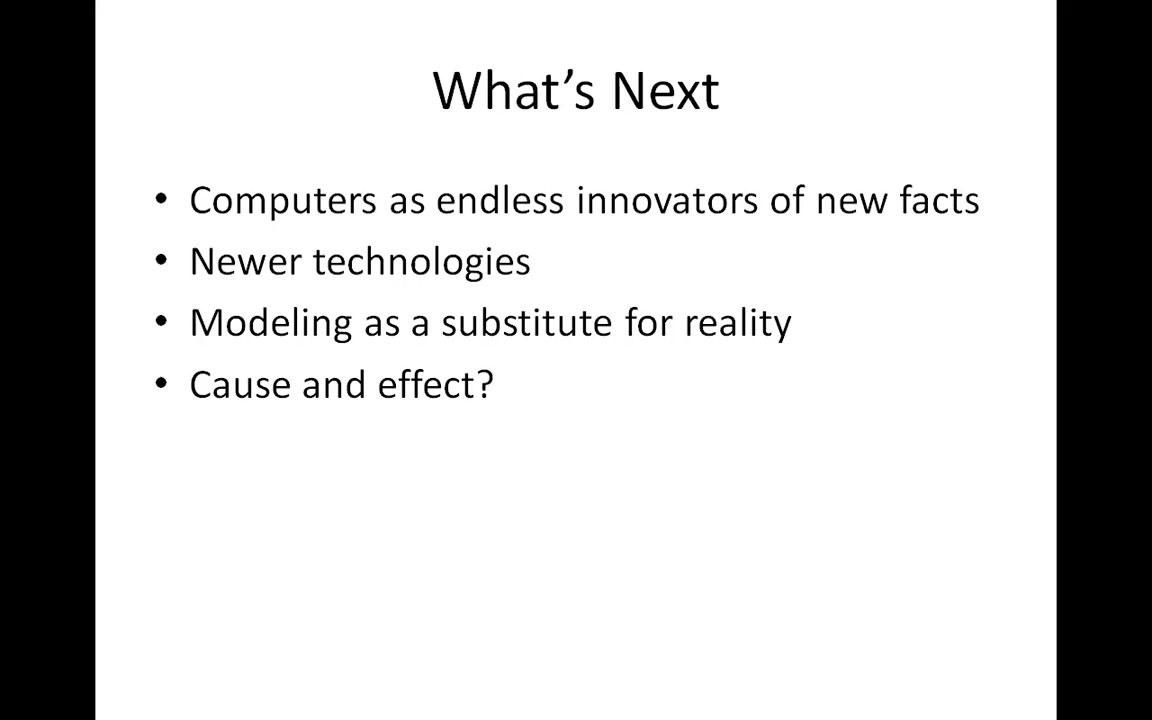 What’s Next
• Computers as endless innovators of new facts
• Newer technologies
• Modeling as a substitute for reality
• Cause and effect?